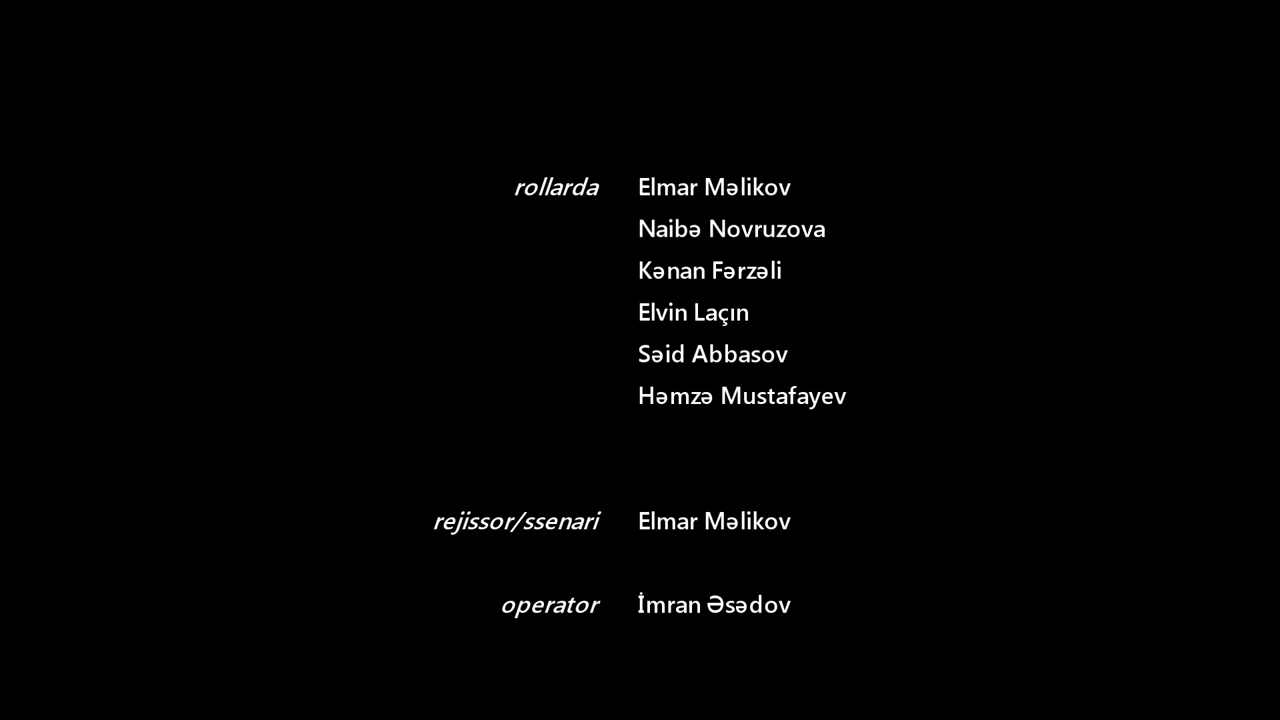 rollarda Elmar Məlikov
Naibə Novruzova
Kənan Fərzəli
Elvin Laçın
Səid Abbasov
Həmzə Mustafayev
rejissor/ssenari Elmar Məlikov
operator İmran Əsədov